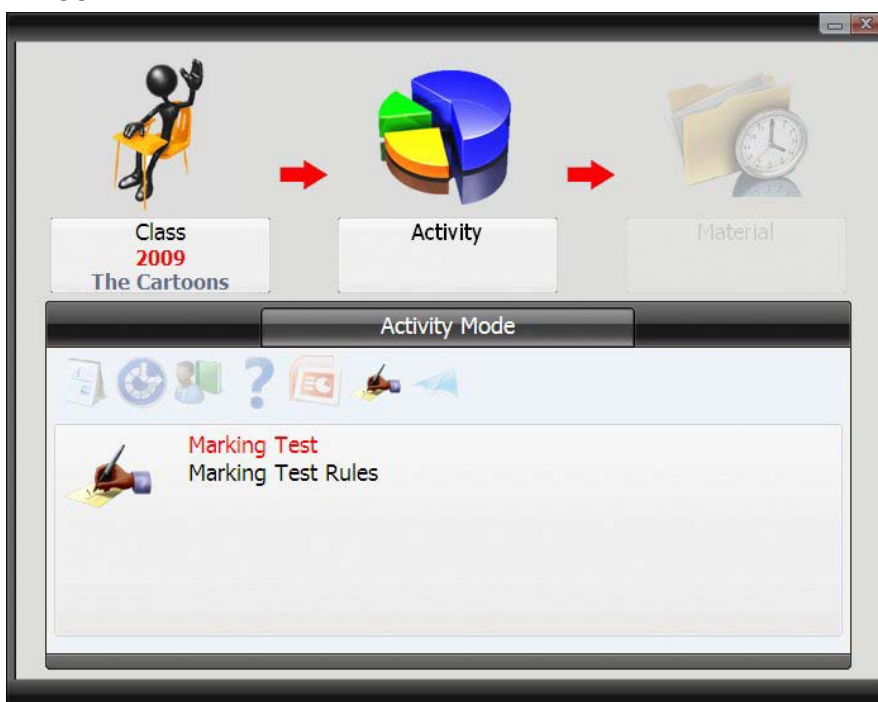 Class
2009
The Cartoons
Activity
Material
Activity Mode
Marking Test
Marking Test Rules